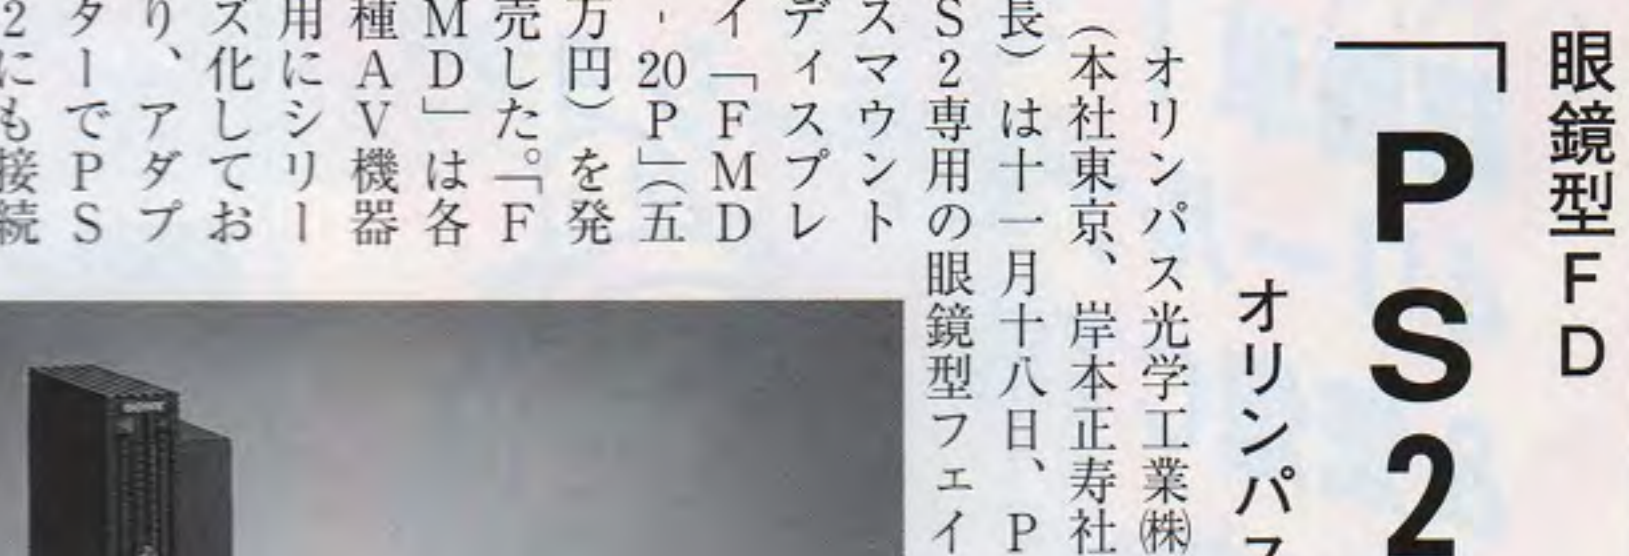 眼鏡型FD
「PS2
オリンパス
オリンパス光学工業㈱
(本社東京、岸本正寿社
長)は十一月十八日、P
S2専用の眼鏡型フェイ
スマウント
ディスプレ
イ「FMD
-20P」(五
万円)を発
売した。「F
MD」は各
種AV機器
用にシリー
ズ化してお
り、アダプ
ターでPS
2にも接続